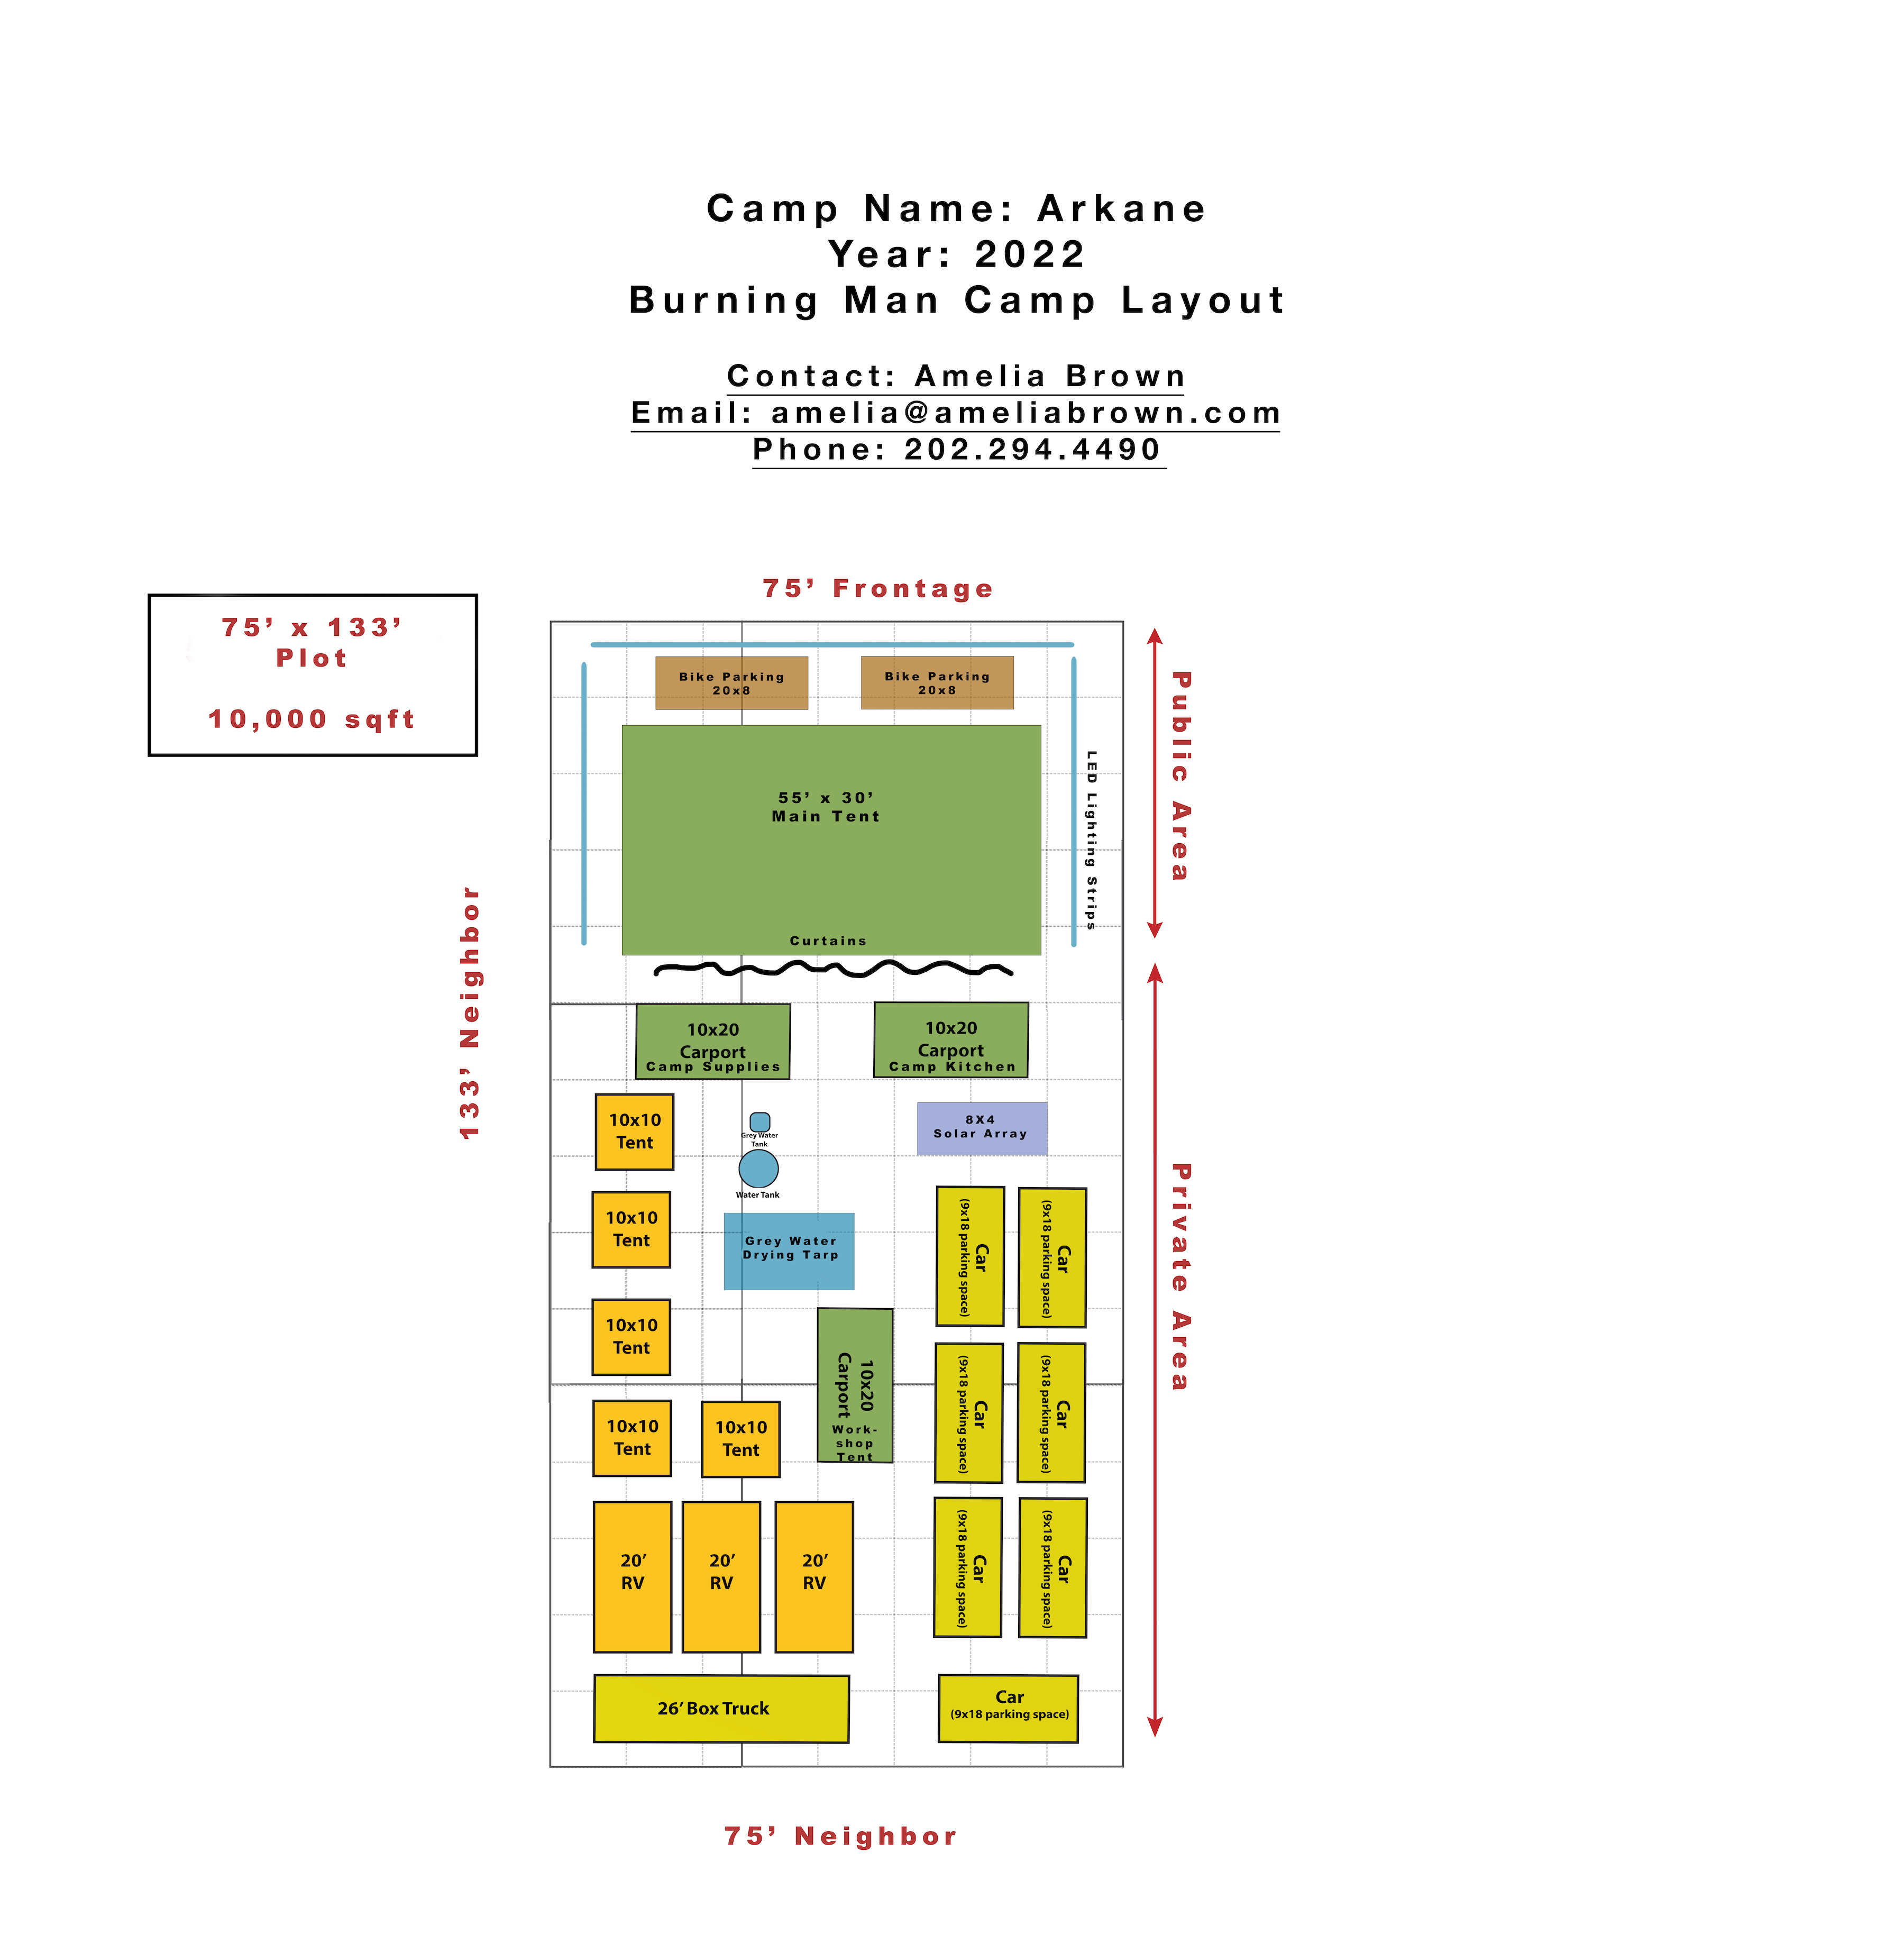 Camp Name: Arkane
Year: 2022
Burning Man Camp Layout
Contact: Amelia Brown
Email: amelia@ameliabrown.com
Phone: 202.294.4490
75’ Frontage
75’ x 133’
Plot
10,000 sqft
Bike Parking
20x8
Bike Parking
20x8
Public Area
55’ x 30’
Main Tent
LED Lighting Strips
Curtains
133’ Neighbor
10x20
Carport
Camp Supplies
10x20
Carport
Camp Kitchen
10x10
Tent
Grey Water
Tank
Water Tank
8X4
Solar Array
Private Area
10x10
Tent
Grey Water
Drying Tarp
Car
(9x18 parking space)
Car
(9x18 parking space)
10x10
Tent
10x20
Carport
Work-
shop
Tent
Car
(9x18 parking space)
Car
(9x18 parking space)
10x10
Tent
10x10
Tent
20’
RV
20’
RV
20’
RV
Car
(9x18 parking space)
Car
(9x18 parking space)
26’ Box Truck
Car
(9x18 parking space)
75’ Neighbor